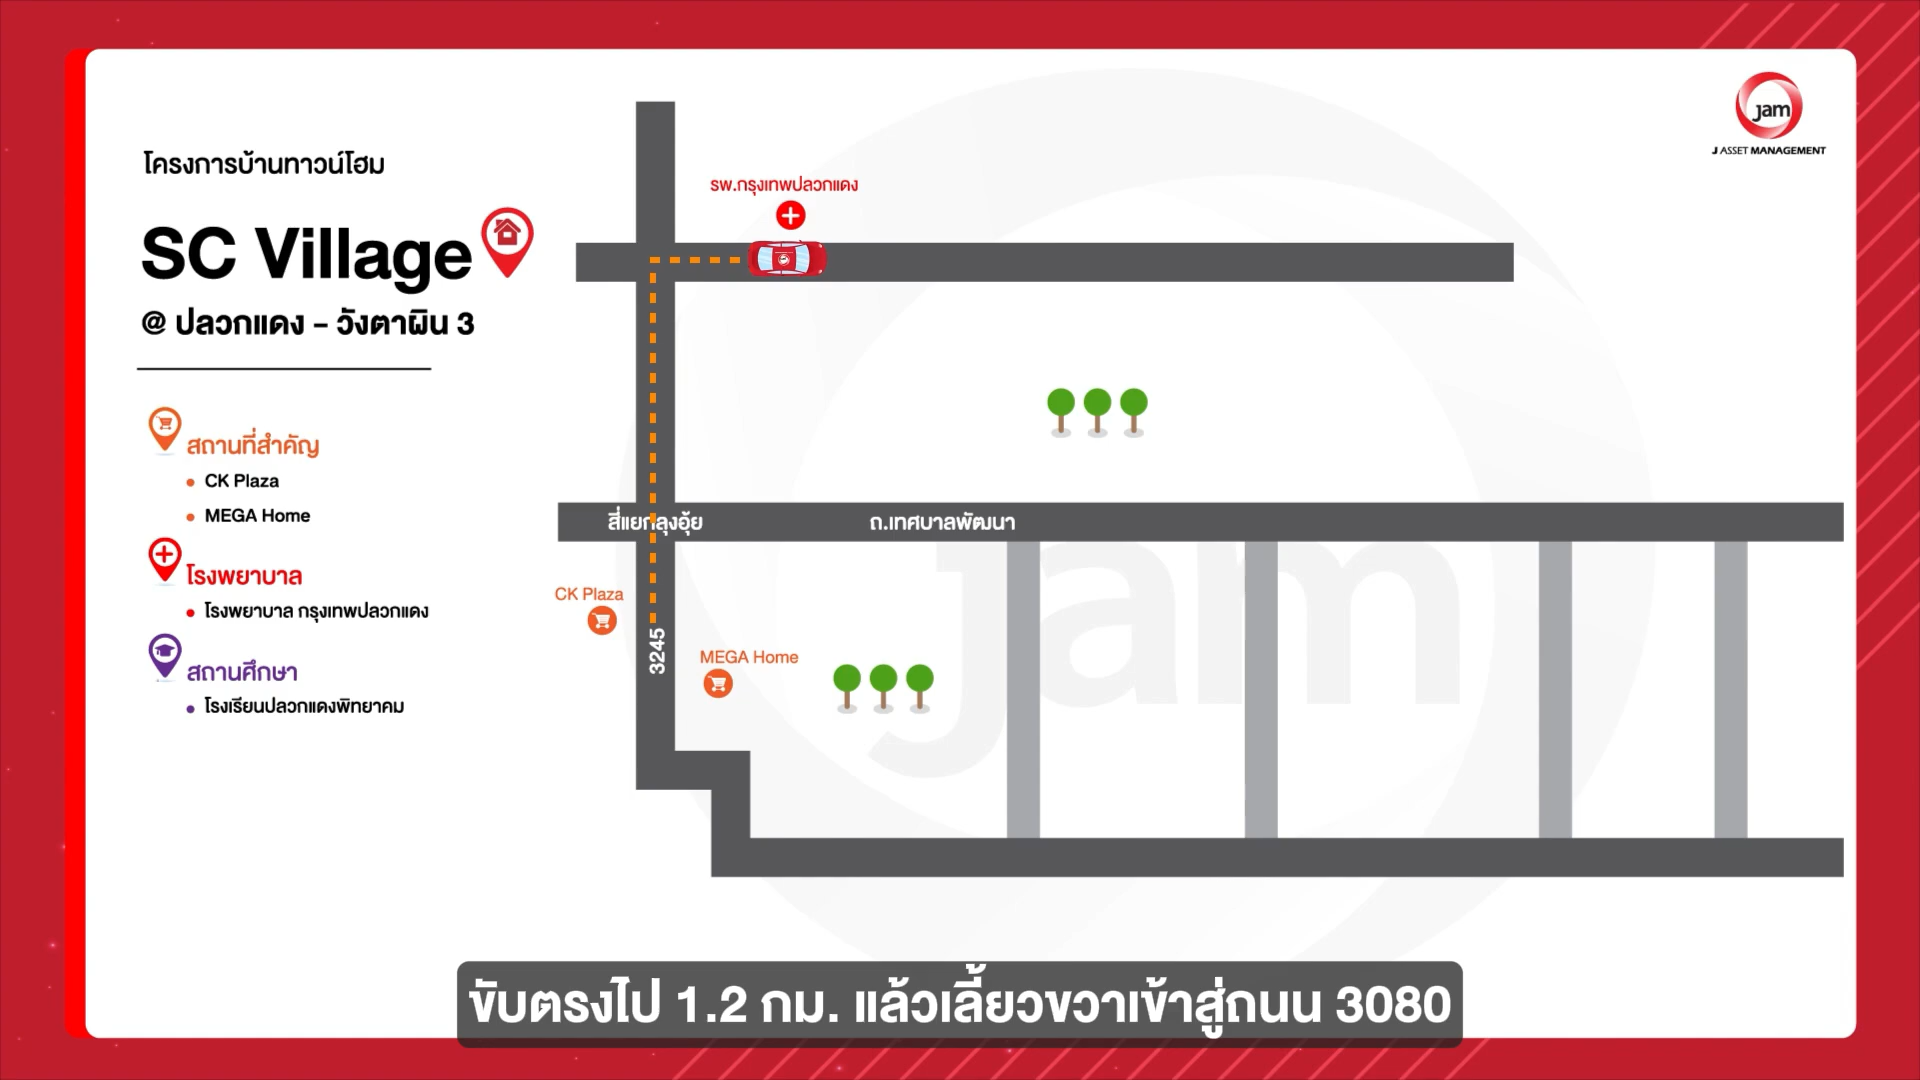 jam
J ASSET MANAGEMENT
โครงการบ้านทาวน์โฮม
SC Village
@ ปลวกแดง - วังตาผิน 3
สถานที่สำคัญ
• CK Plaza
• MEGA Home
โรงพยาบาล
• โรงพยาบาล กรุงเทพปลวกแดง
สถานศึกษา
• โรงเรียนปลวกแดงพิทยาคม
รพ.กรุงเทพปลวกแดง
สี่แยกลุงอุ้ย
ถ.เทศบาลพัฒนา
CK Plaza
3245
MEGA Home
jam
ขับตรงไป 1.2 กม. แล้วเลี้ยวขวาเข้าสู่ถนน 3080